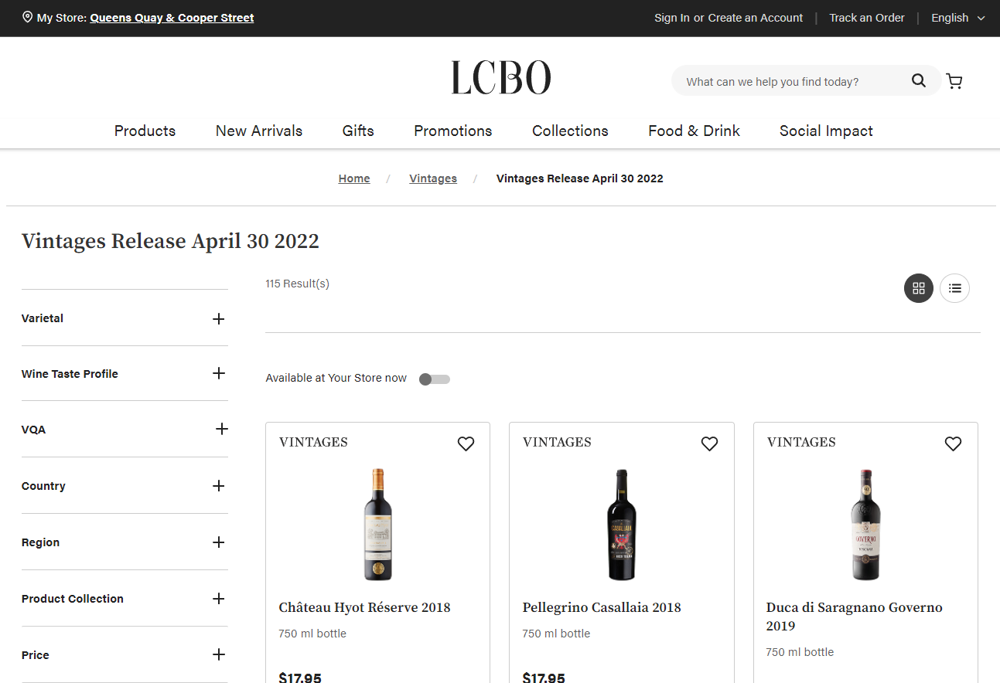 My Store: Queens Quay & Cooper Street
Sign In or Create an Account | Track an Order | English
LCBO
What can we help you find today?
Products New Arrivals Gifts Promotions Collections Food & Drink Social Impact
Home / Vintages / Vintages Release April 30 2022
Vintages Release April 30 2022
115 Result(s)
Varietal
Wine Taste Profile
VQA
Country
Region
Product Collection
Price
Available at Your Store now
VINTAGES
Château Hyot Réserve 2018
750 ml bottle
$17.95
VINTAGES
CASALLAIA
Pellegrino Casallaia 2018
750 ml bottle
$17.95
VINTAGES
GOVERNO
TOSCANA
Duca di Saragnano Governo
2019
750 ml bottle